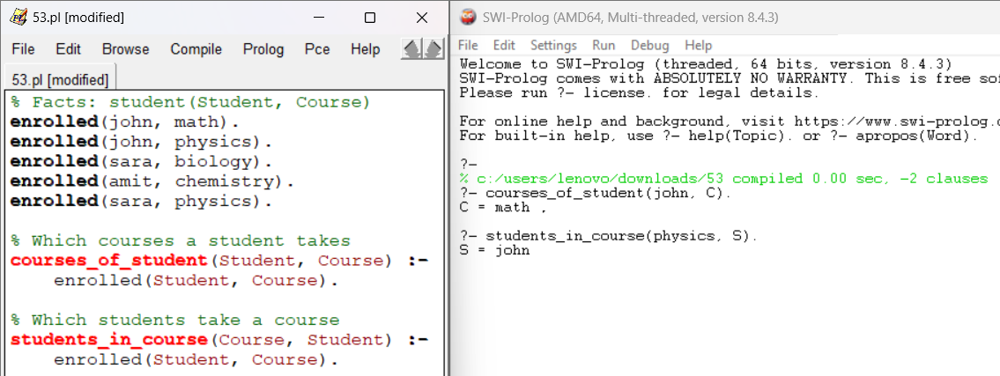 53.pl [modified]
File Edit Browse Compile Prolog Pce Help
53.pl [modified]
% Facts: student(Student, Course)
enrolled(john, math).
enrolled(john, physics).
enrolled(sara, biology).
enrolled(amit, chemistry).
enrolled(sara, physics).
% Which courses a student takes
courses_of_student(Student, Course) :-
enrolled(Student, Course).
% Which students take a course
students_in_course(Course, Student) :-
enrolled(Student, Course).
SWI-Prolog (AMD64, Multi-threaded, version 8.4.3)
File Edit Settings Run Debug Help
Welcome to SWI-Prolog (threaded, 64 bits, version 8.4.3)
SWI-Prolog comes with ABSOLUTELY NO WARRANTY. This is free
Please run ?- license. for legal details.
For online help and background, visit https://www.swi-prolog.
For built-in help, use ?- help(Topic). or ?- apropos(Word).
?-
% c:/users/lenovo/downloads/53 compiled 0.00 sec, -2 clauses
?- courses_of_student(john, C).
C = math .
?- students_in_course(physics, S).
S = john